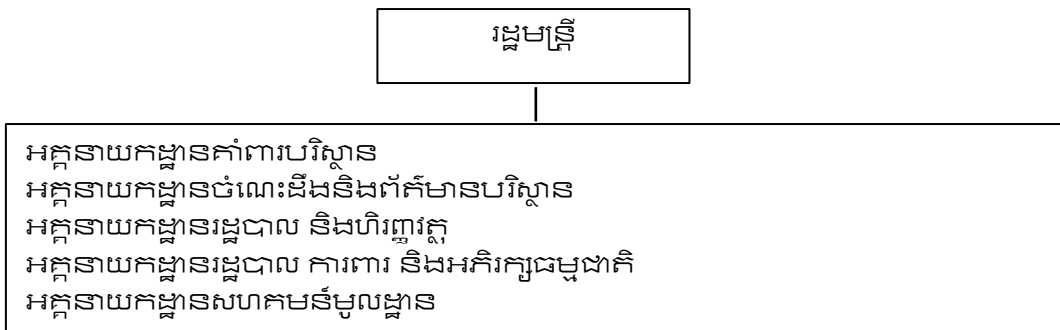 រដ្ឋមន្ត្រី
អគ្គនាយកដ្ឋានគាំពារបរិស្ថាន
អគ្គនាយកដ្ឋានចំណេះដឹងនិងព័ត៌មានបរិស្ថាន
អគ្គនាយកដ្ឋានរដ្ឋបាល និងហិរញ្ញវត្ថុ
អគ្គនាយកដ្ឋានរដ្ឋបាល ការពារ និងអភិរក្សធម្មជាតិ
អគ្គនាយកដ្ឋានសហគមន៍មូលដ្ឋាន